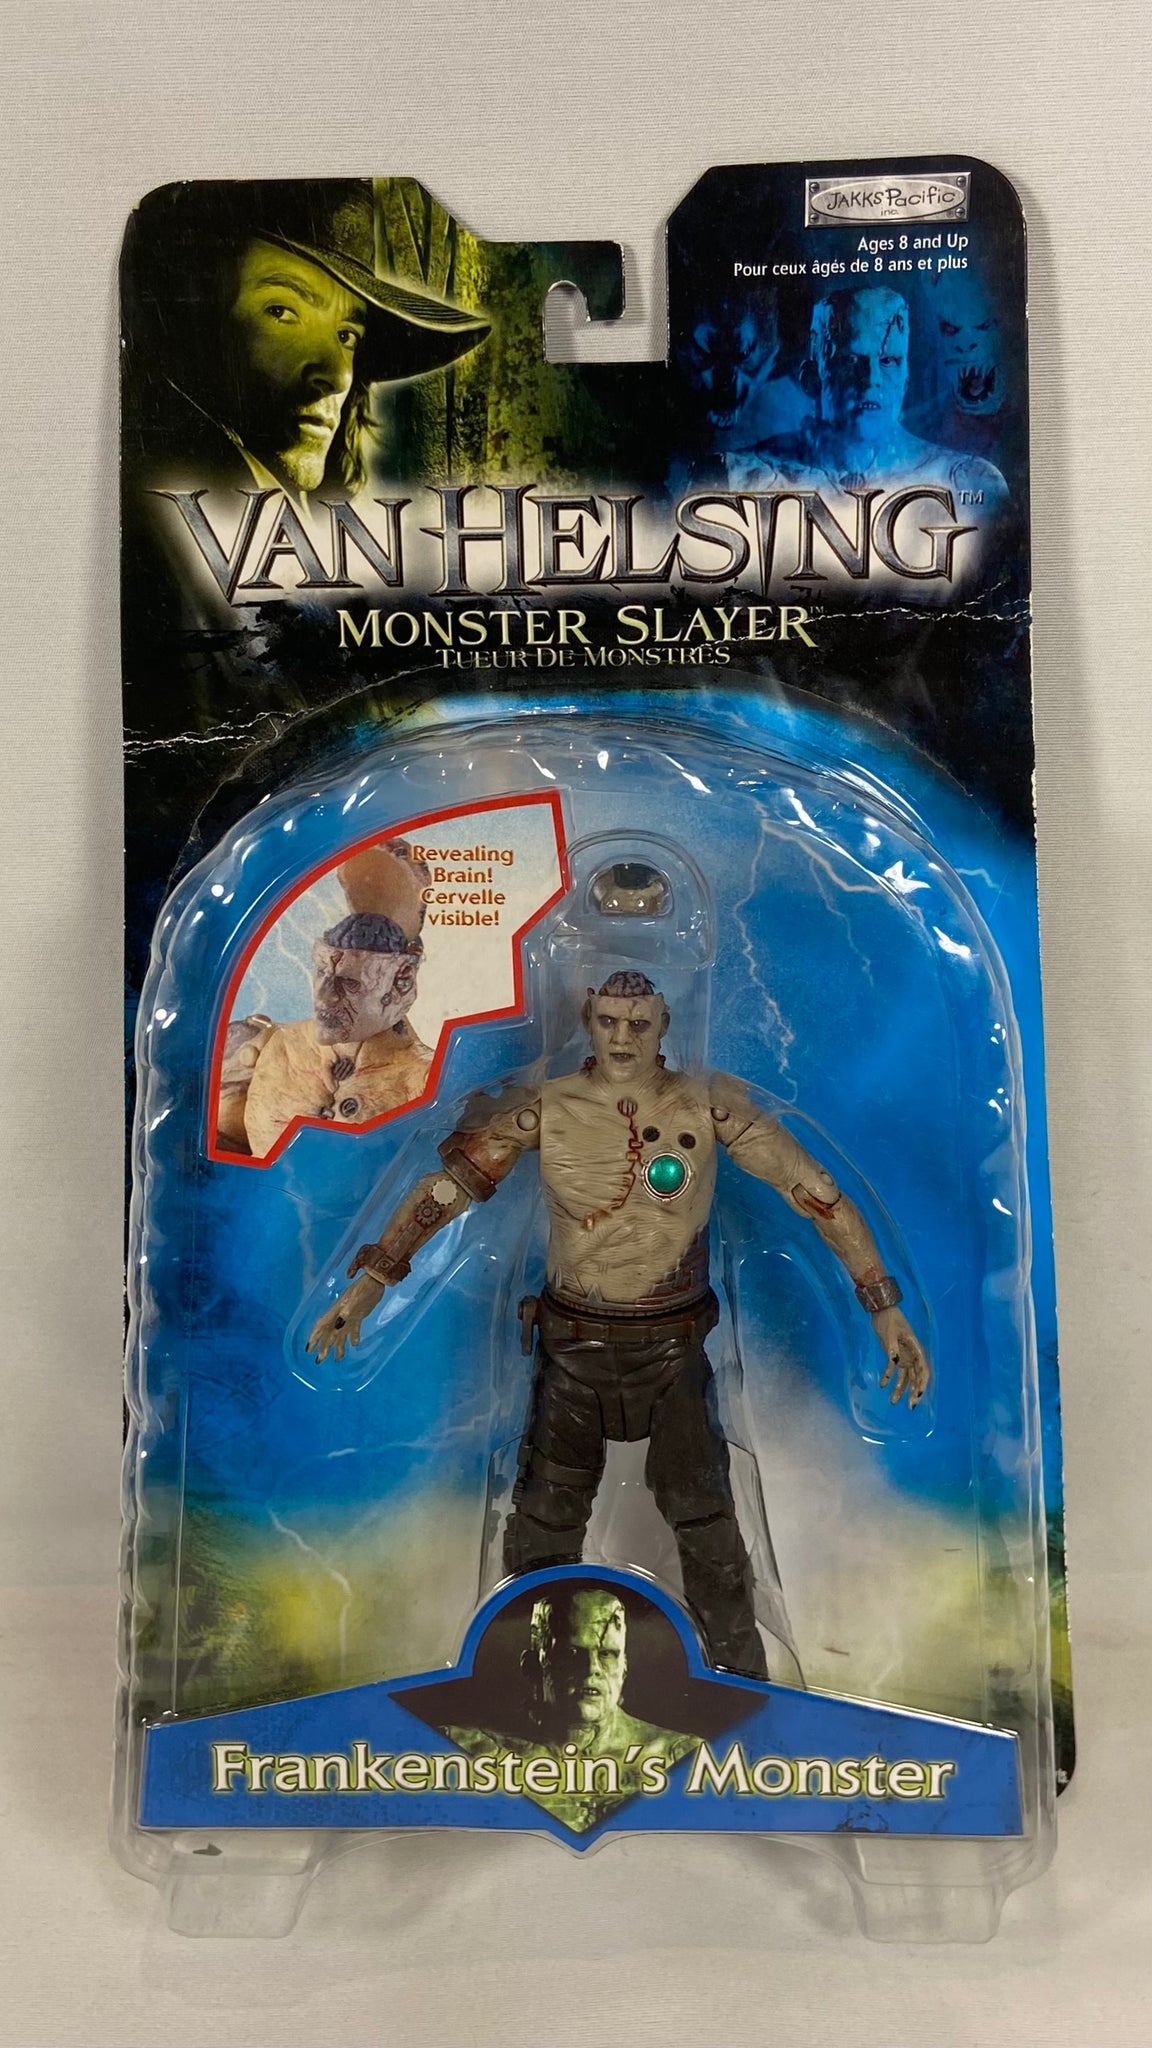 JAKKS Pacific
inc.
Ages 8 and Up
Pour ceux âgés de 8 ans et plus
VAN HELSING™
MONSTER SLAYER™
TUEUR DE MONSTRES
Revealing
Brain!
Cervelle
visible!
Frankenstein's Monster